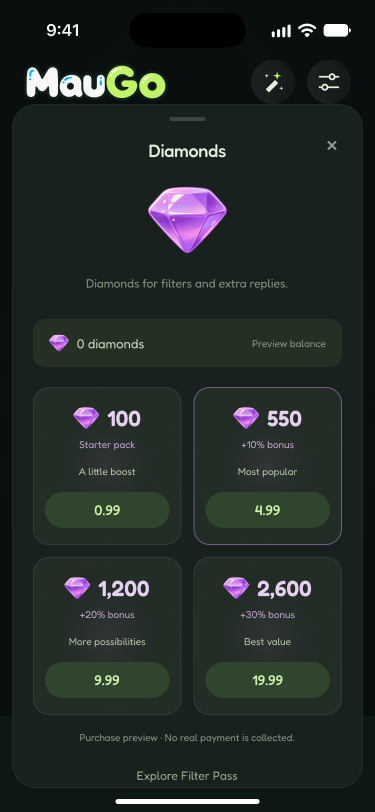 9:41
MauGo
Diamonds
Diamonds for filters and extra replies.
0 diamonds
Preview balance
100
Starter pack
A little boost
0.99
550
+10% bonus
Most popular
4.99
1,200
+20% bonus
More possibilities
9.99
2,600
+30% bonus
Best value
19.99
Purchase preview · No real payment is collected.
Explore Filter Pass